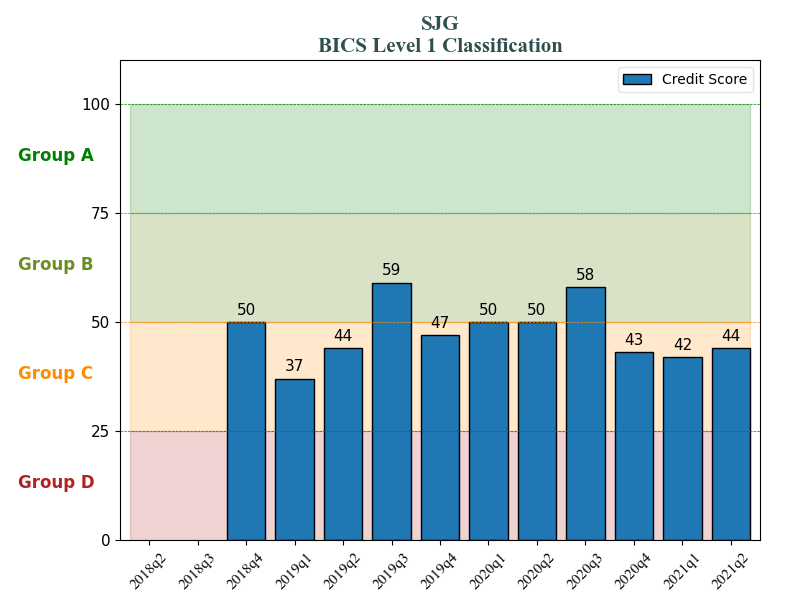 SJG
BICS Level 1 Classification
Credit Score
100
Group A
75
Group B
59
58
50
50
50
50
47
44
43
42
44
37
Group C
25
Group D
0
2018q2
2018q3
2018q4
2019q1
2019q2
2019q3
2019q4
2020q1
2020q2
2020q3
2020q4
2021q1
2021q2